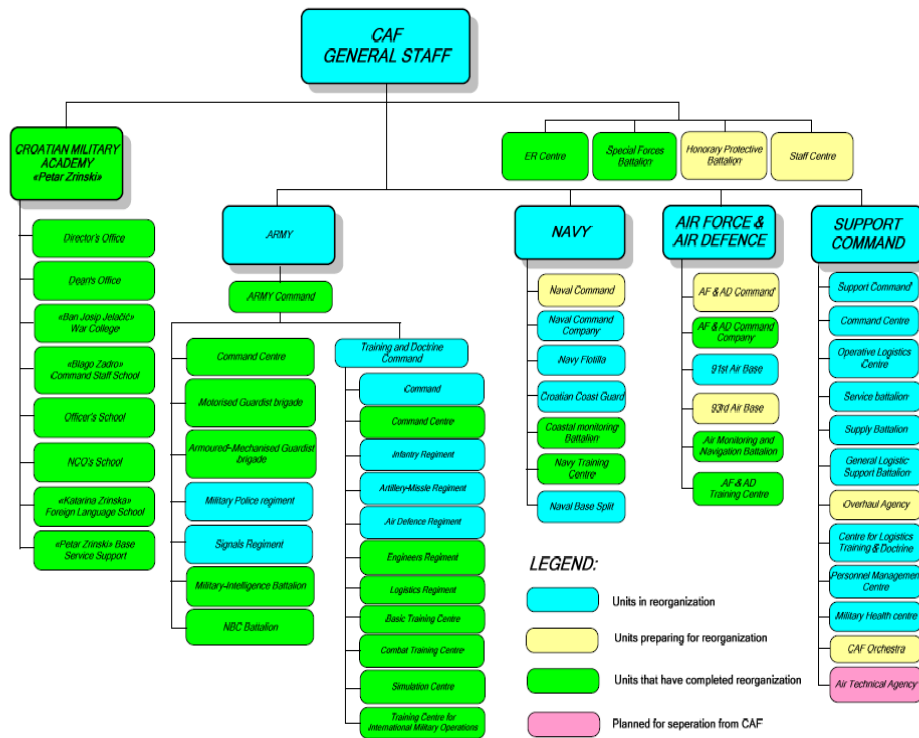 CAF
GENERAL STAFF
CROATIAN MILITARY
ACADEMY
«Petar Zrinski»
ER Centre
Special Forces
Battalion
Honorary Protective
Battalion
Staff Centre
Director's Office
Dean's Office
«Ban Josip Jelačić»
War College
«Blago Zadro»
Command Staff School
Officer's School
NCO's School
«Katarina Zrinska»
Foreign Language School
«Petar Zrinski» Base
Service Support
ARMY
ARMY Command
Command Centre
Motorised Guardist brigade
Armoured-Mechanised Guardist
brigade
Military Police regiment
Signals Regiment
Military-Intelligence Battalion
NBC Battalion
Training and Doctrine
Command
Command
Command Centre
Infantry Regiment
Artillery-Missle Regiment
Air Defence Regiment
Engineers Regiment
Logistics Regiment
Basic Training Centre
Combat Training Centre
Simulation Centre
Training Centre for
International Military Operations
NAVY
Naval Command
Naval Command
Company
Navy Flotilla
Croatian Coast Guard
Coastal monitoring
Battalion
Navy Training
Centre
Naval Base Split
AIR FORCE &
AIR DEFENCE
AF & AD Command
AF & AD Command
Company
91st Air Base
93rd Air Base
Air Monitoring and
Navigation Battalion
AF & AD
Training Centre
SUPPORT
COMMAND
Support Command
Command Centre
Operative Logistics
Centre
Service battalion
Supply Battalion
General Logistic
Support Battalion
Overhaul Agency
Centre for Logistics
Training & Doctrine
Personnel Management
Centre
Military Health centre
CAF Orchestra
Air Technical Agency
LEGEND:
Units in reorganization
Units preparing for reorganization
Units that have completed reorganization
Planned for seperation from CAF